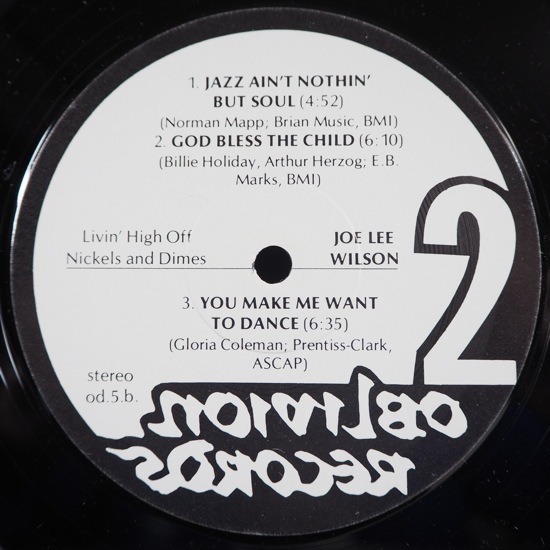 1. JAZZ AIN'T NOTHIN'
BUT SOUL (4:52)
(Norman Mapp; Brian Music, BMI)
2. GOD BLESS THE CHILD (6:10)
(Billie Holiday, Arthur Herzog; E.B.
Marks, BMI)
2
Livin' High Off
Nickels and Dimes
JOE LEE
WILSON
3. YOU MAKE ME WANT
TO DANCE (6:35)
(Gloria Coleman; Prentiss-Clark,
ASCAP)
stereo
od.5.b.
OBLIVION
RECORDS